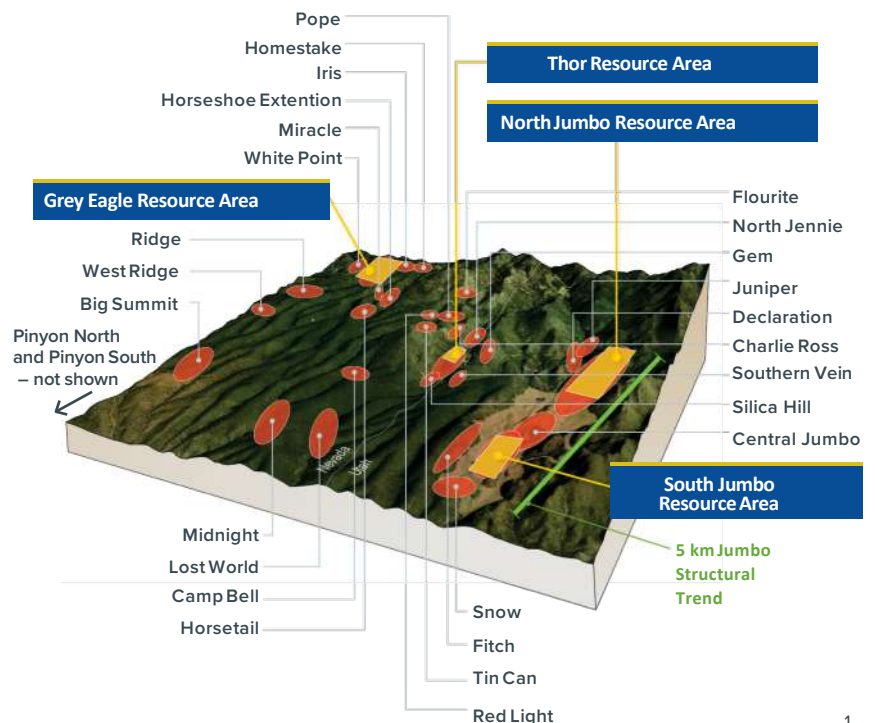 Pope
Homestake
Iris
Horseshoe Extention
Miracle
White Point
Thor Resource Area
North Jumbo Resource Area
Grey Eagle Resource Area
Ridge
West Ridge
Big Summit
Pinyon North
and Pinyon South
– not shown
Flourite
North Jennie
Gem
Juniper
Declaration
Charlie Ross
Southern Vein
Silica Hill
Central Jumbo
Nevada
Utah
South Jumbo
Resource Area
5 km Jumbo
Structural
Trend
Midnight
Lost World
Camp Bell
Horsetail
Snow
Fitch
Tin Can
Red Light
1